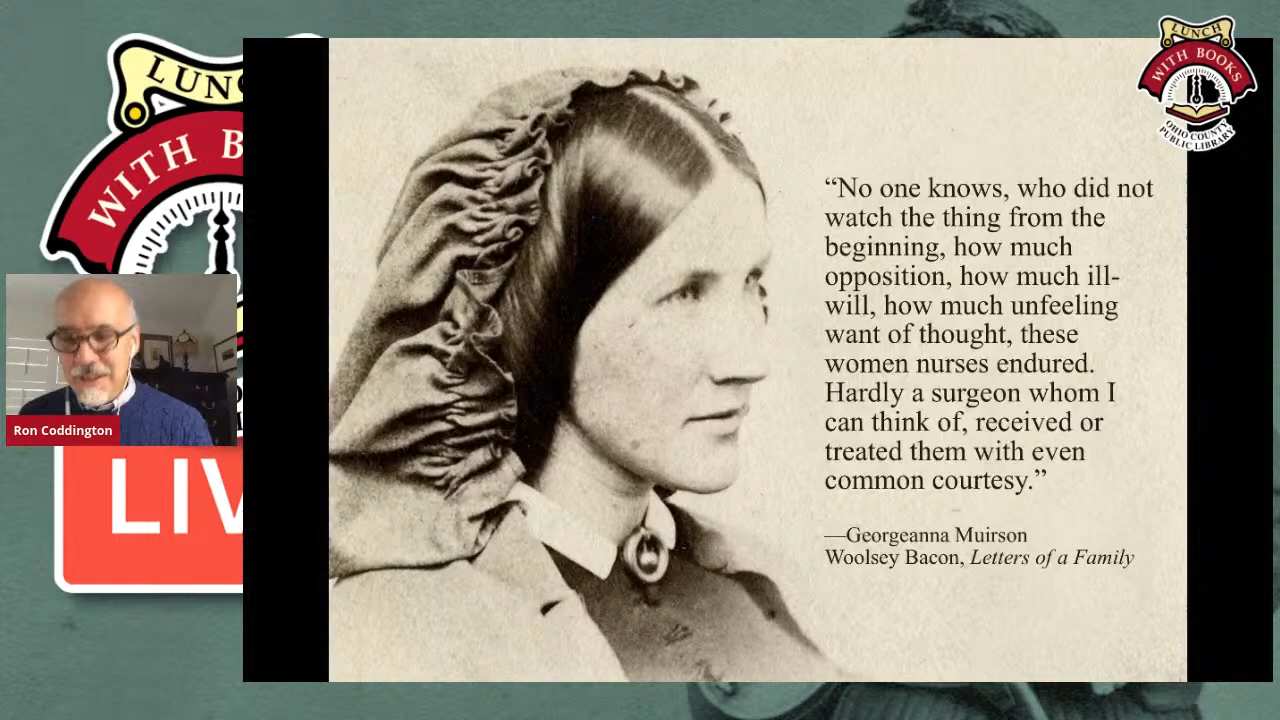 LUNCH
WITH BOOKS
OHIO COUNTY
PUBLIC LIBRARY
“No one knows, who did not
watch the thing from the
beginning, how much
opposition, how much ill-
will, how much unfeeling
want of thought, these
women nurses endured.
Hardly a surgeon whom I
can think of, received or
treated them with even
common courtesy.”
—Georgeanna Muirson
Woolsey Bacon, Letters of a Family
LUNC
WITH B
Ron Coddington
LIV